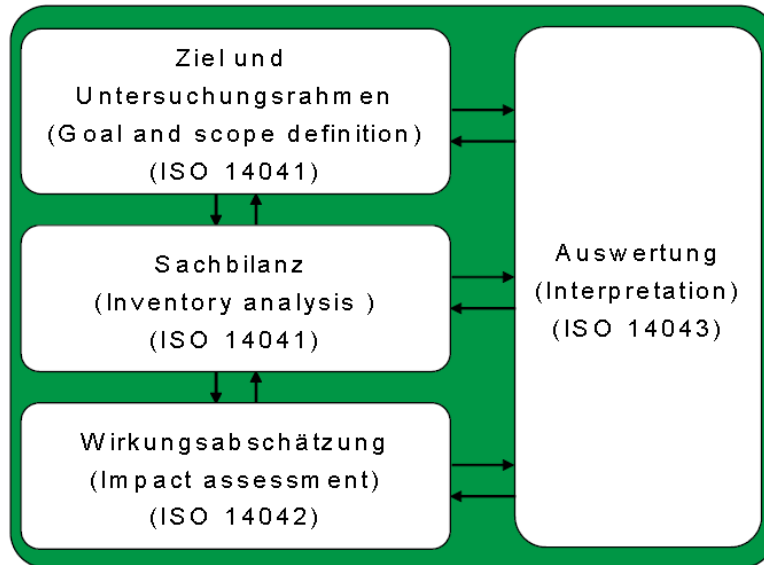 Ziel und
Untersuchungsrahmen
(Goal and scope definition)
(ISO 14041)
Sachbilanz
(Inventory analysis )
(ISO 14041)
Wirkungsabschätzung
(Impact assessment)
(ISO 14042)
Auswertung
(Interpretation)
(ISO 14043)